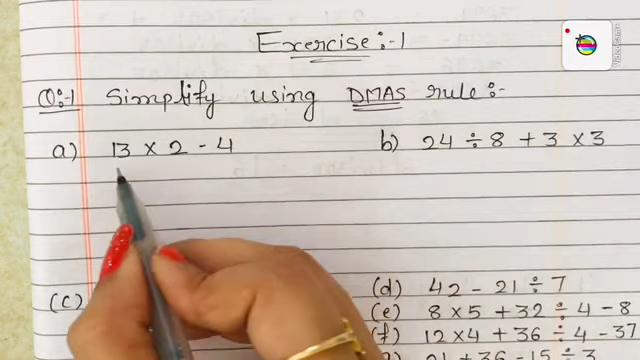 Exercise:-1
Q:-1 Simplify using DMAS rule:-
a) 13 × 2 - 4
b) 24 ÷ 8 + 3 × 3
(c)
(d) 42 - 21 ÷ 7
(e) 8 × 5 + 32 ÷ 4 - 8
(f) 12 × 4 + 36 ÷ 4 - 37